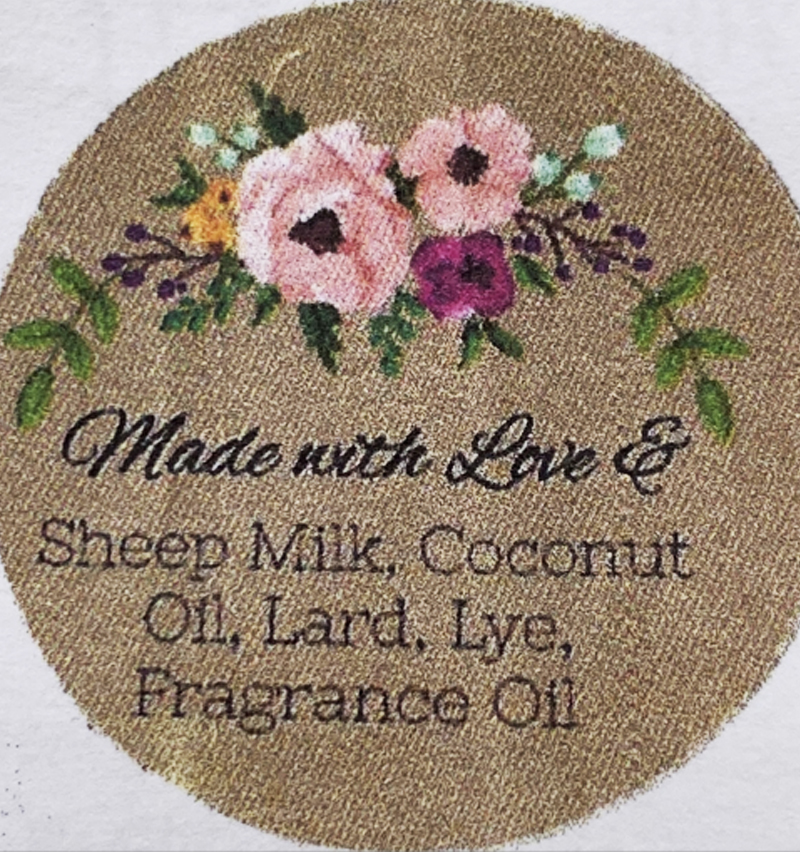 Made with Love &
Sheep Milk, Coconut
Oil, Lard, Lye,
Fragrance Oil